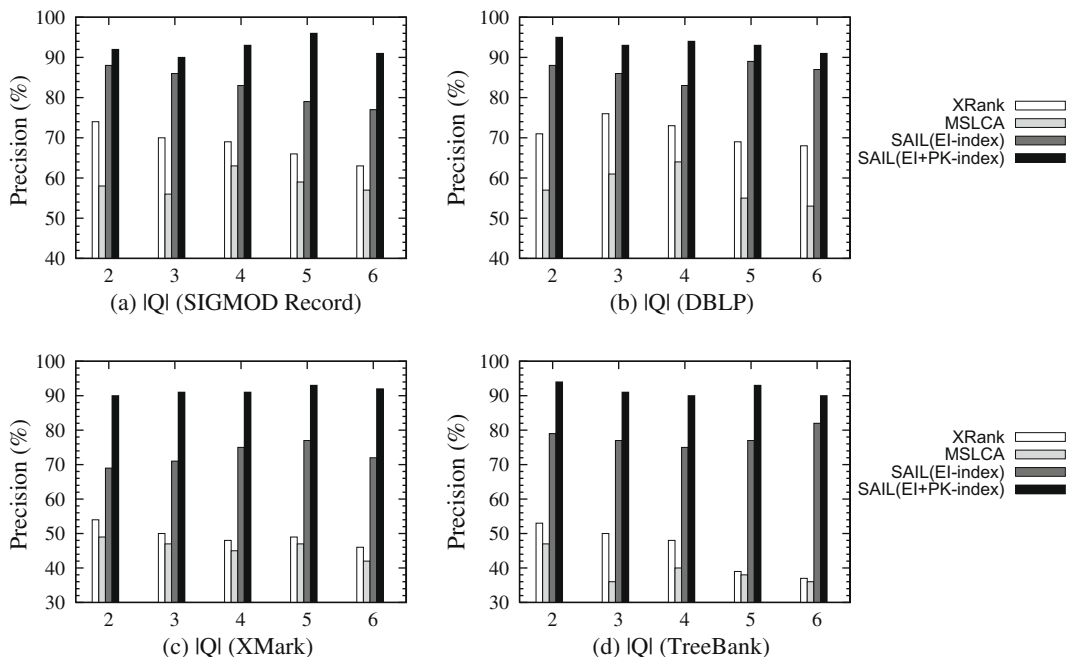 Precision (%)
100
90
80
70
60
50
40
2 3 4 5 6
(a) |Q| (SIGMOD Record)
Precision (%)
100
90
80
70
60
50
40
2 3 4 5 6
(b) |Q| (DBLP)
XRank
MSLCA
SAIL(EI-index)
SAIL(EI+PK-index)
Precision (%)
100
90
80
70
60
50
40
30
2 3 4 5 6
(c) |Q| (XMark)
Precision (%)
100
90
80
70
60
50
40
30
2 3 4 5 6
(d) |Q| (TreeBank)
XRank
MSLCA
SAIL(EI-index)
SAIL(EI+PK-index)